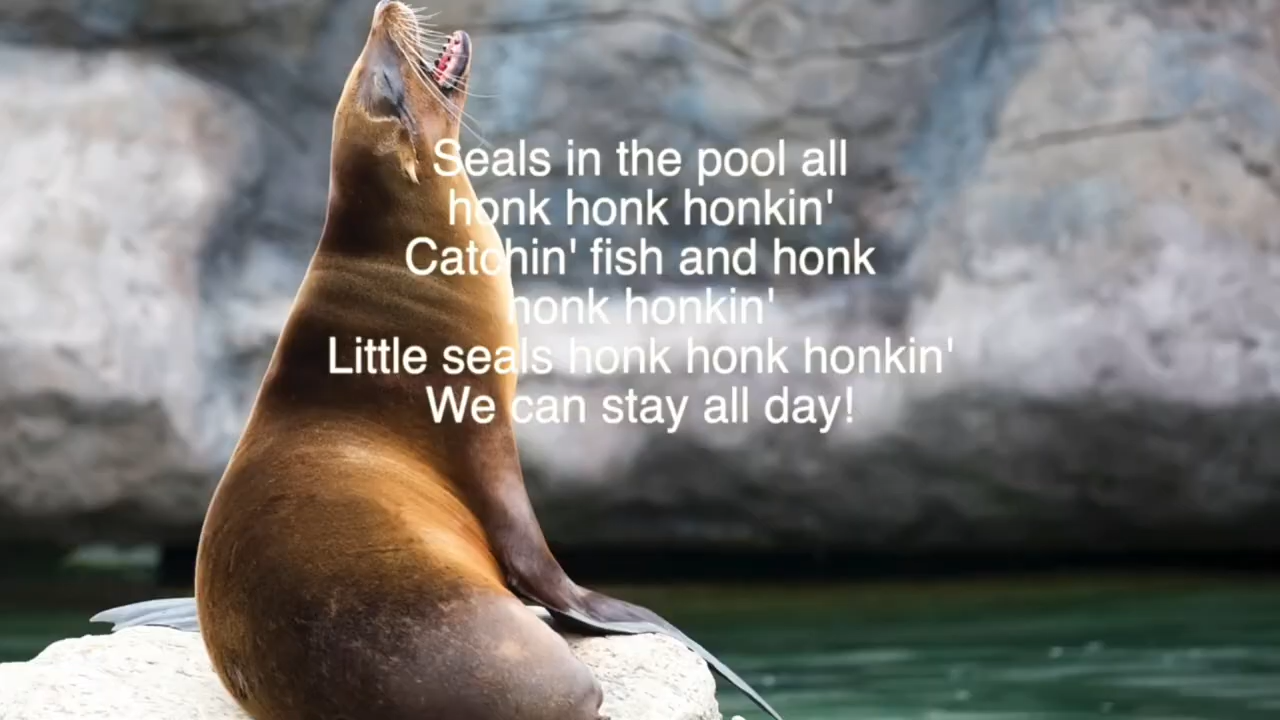 Seals in the pool all
honk honk honkin'
Catchin' fish and honk
honk honkin'
Little seals honk honk honkin'
We can stay all day!